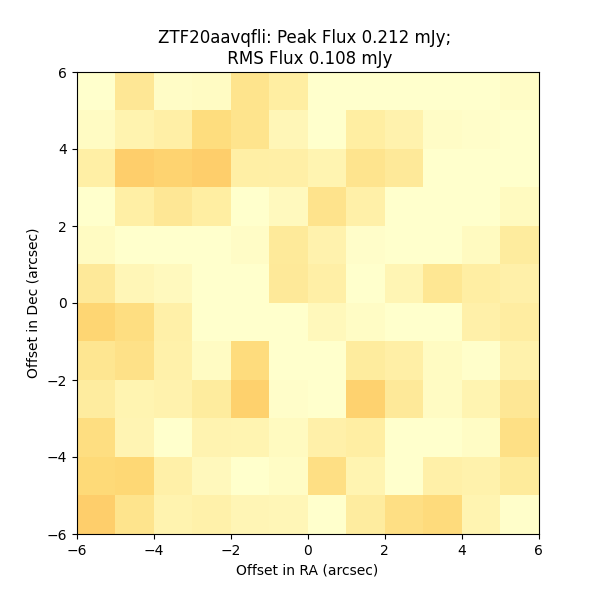 ZTF20aavqfli: Peak Flux 0.212 mJy;
RMS Flux 0.108 mJy
6
4
2
0
−2
−4
−6
Offset in Dec (arcsec)
−6 −4 −2 0 2 4 6
Offset in RA (arcsec)